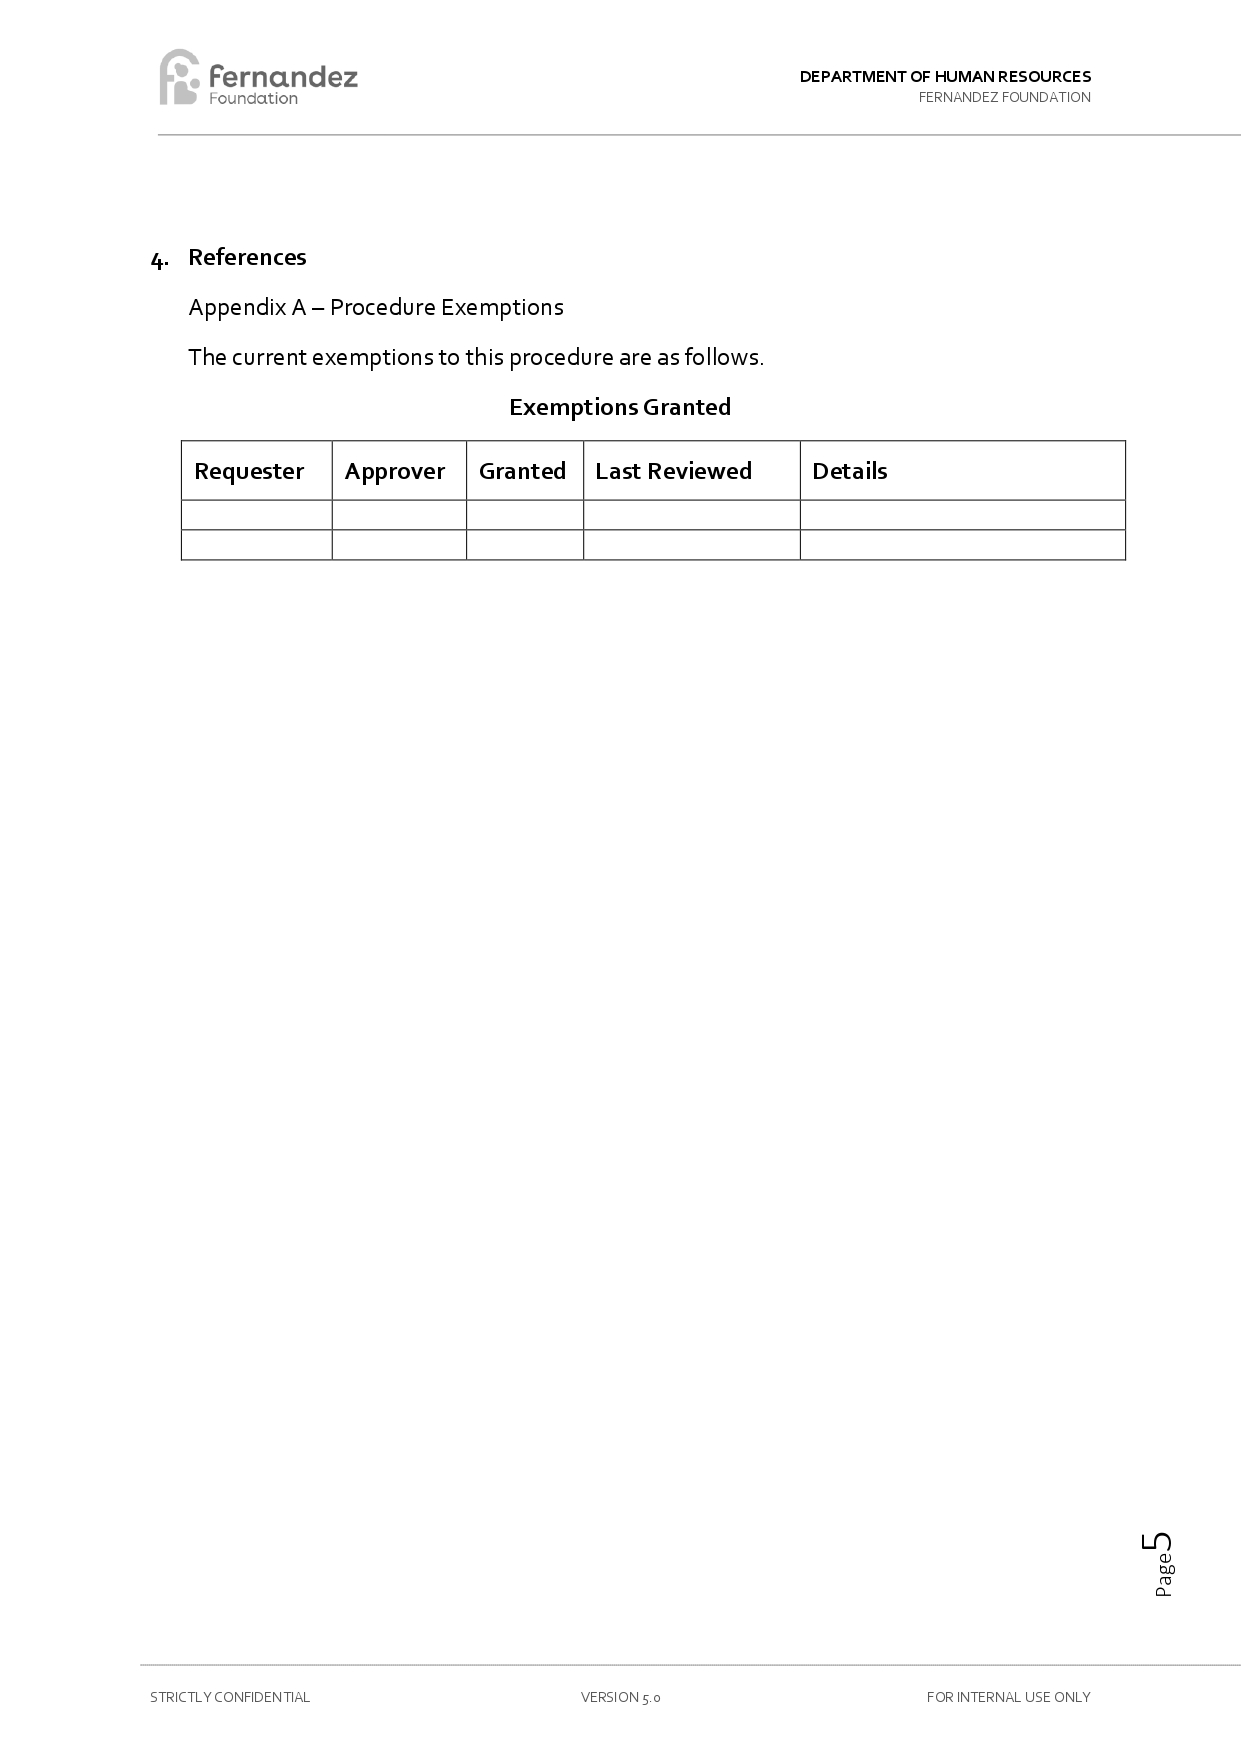 fernandez
Foundation
DEPARTMENT OF HUMAN RESOURCES
FERNANDEZ FOUNDATION
4. References
Appendix A – Procedure Exemptions
The current exemptions to this procedure are as follows.
Exemptions Granted
Requester Approver Granted Last Reviewed Details
Page5
STRICTLY CONFIDENTIAL VERSION 5.0 FOR INTERNAL USE ONLY